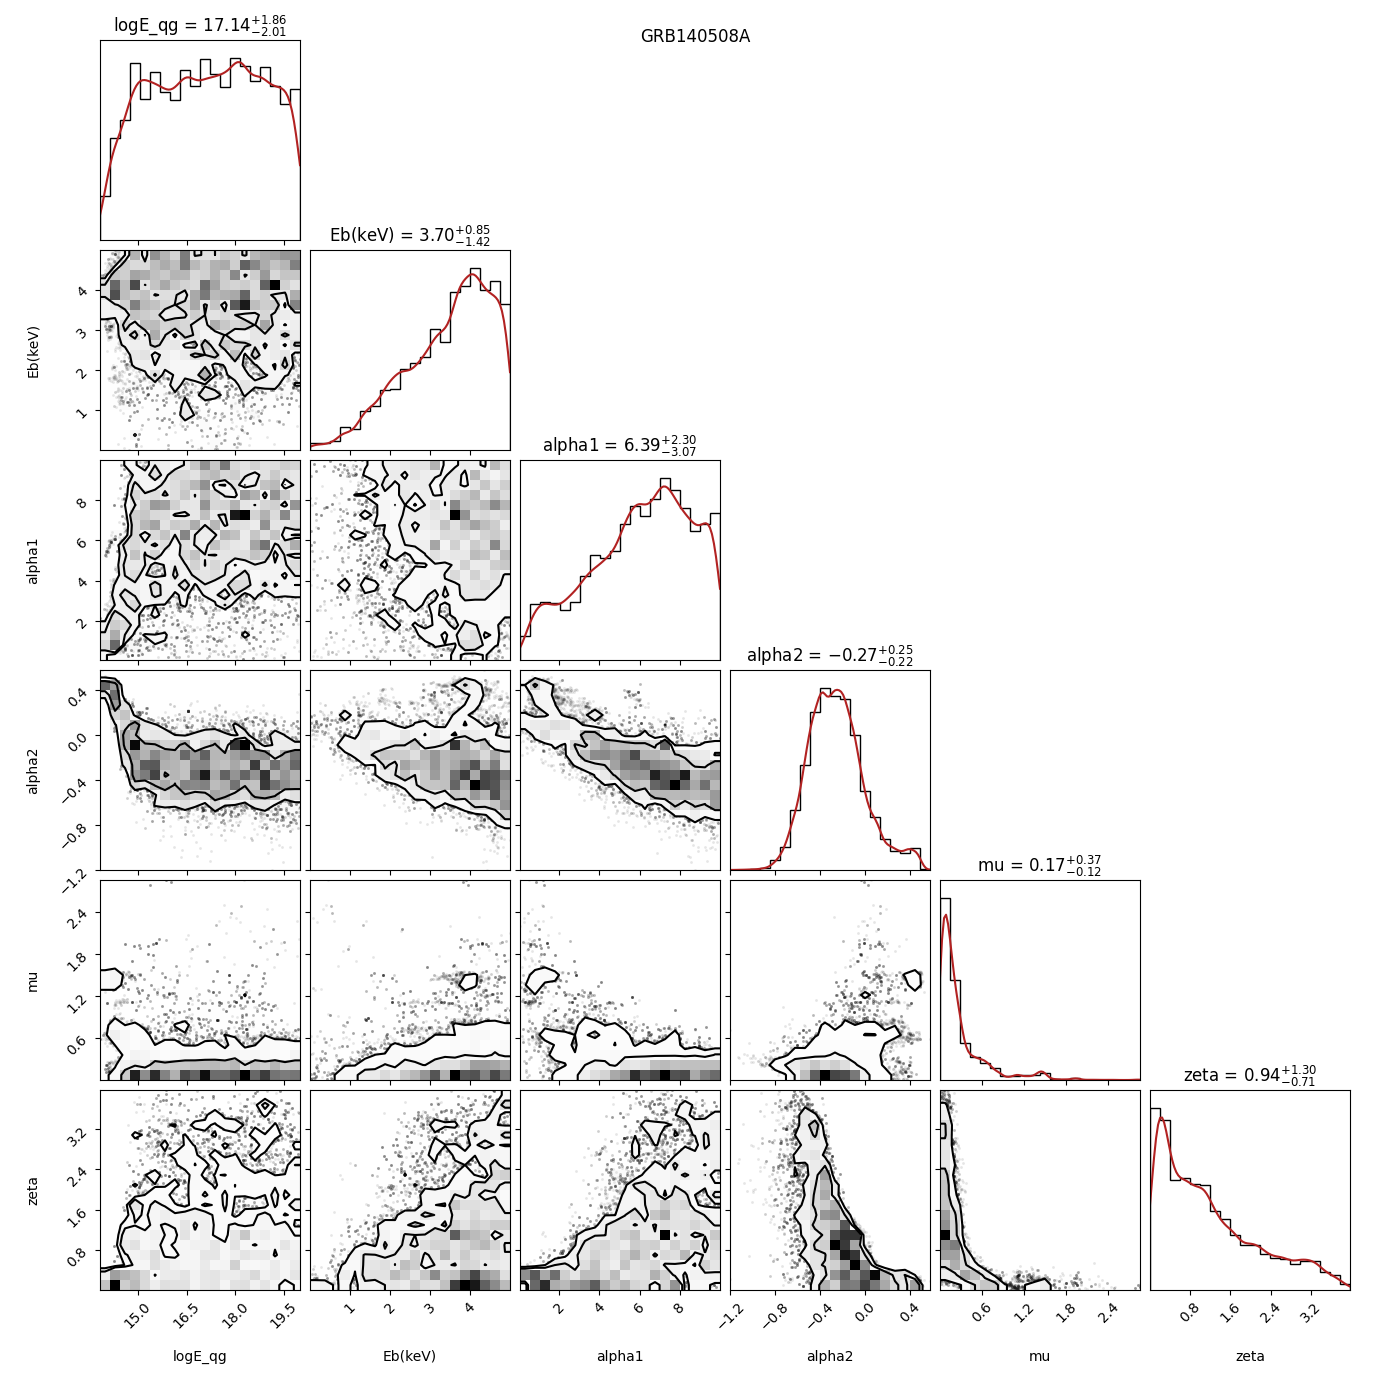 GRB140508A
logE_qg = 17.14+1.86−2.01
Eb(keV) = 3.70+0.85−1.42
alpha1 = 6.39+2.30−3.07
alpha2 = −0.27+0.25−0.22
mu = 0.17+0.37−0.12
zeta = 0.94+1.30−0.71
Eb(keV)
4
3
2
1
alpha1
8
6
4
2
alpha2
0.4
0.0
−0.4
−0.8
−1.2
mu
2.4
1.8
1.2
0.6
zeta
3.2
2.4
1.6
0.8
15.0 16.5 18.0 19.5
1 2 3 4
2 4 6 8
−1.2 −0.8 −0.4 0.0 0.4
0.6 1.2 1.8 2.4
0.8 1.6 2.4 3.2
logE_qg Eb(keV) alpha1 alpha2 mu zeta